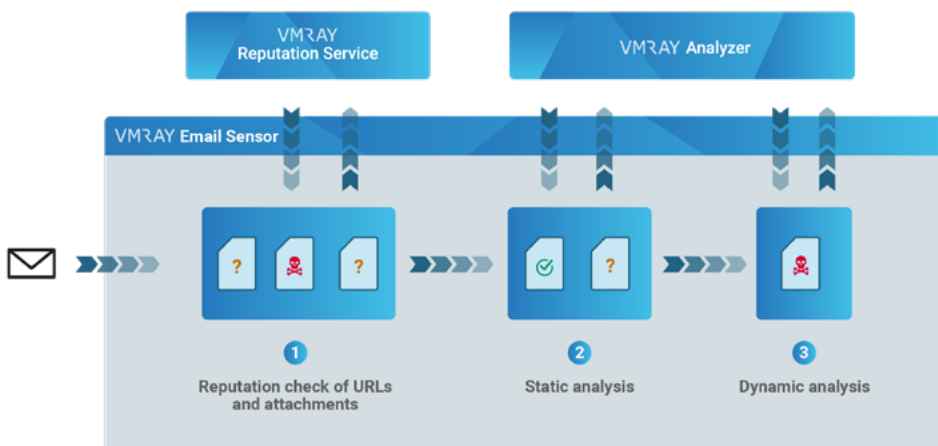 VMRAY
Reputation Service
VMRAY Analyzer
VMRAY Email Sensor
? ? ?
1
Reputation check of URLs
and attachments
2
Static analysis
3
Dynamic analysis